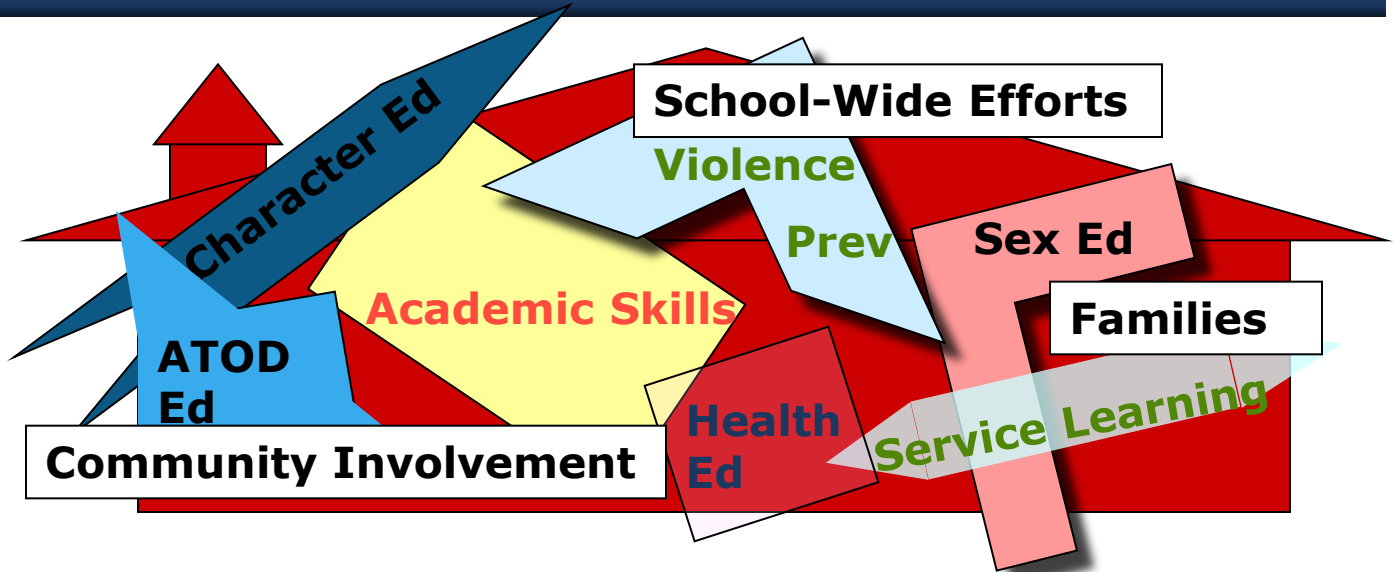 Character Ed
School-Wide Efforts
Violence
Prev
Sex Ed
Academic Skills
Families
ATOD
Ed
Health
Ed
Service Learning
Community Involvement